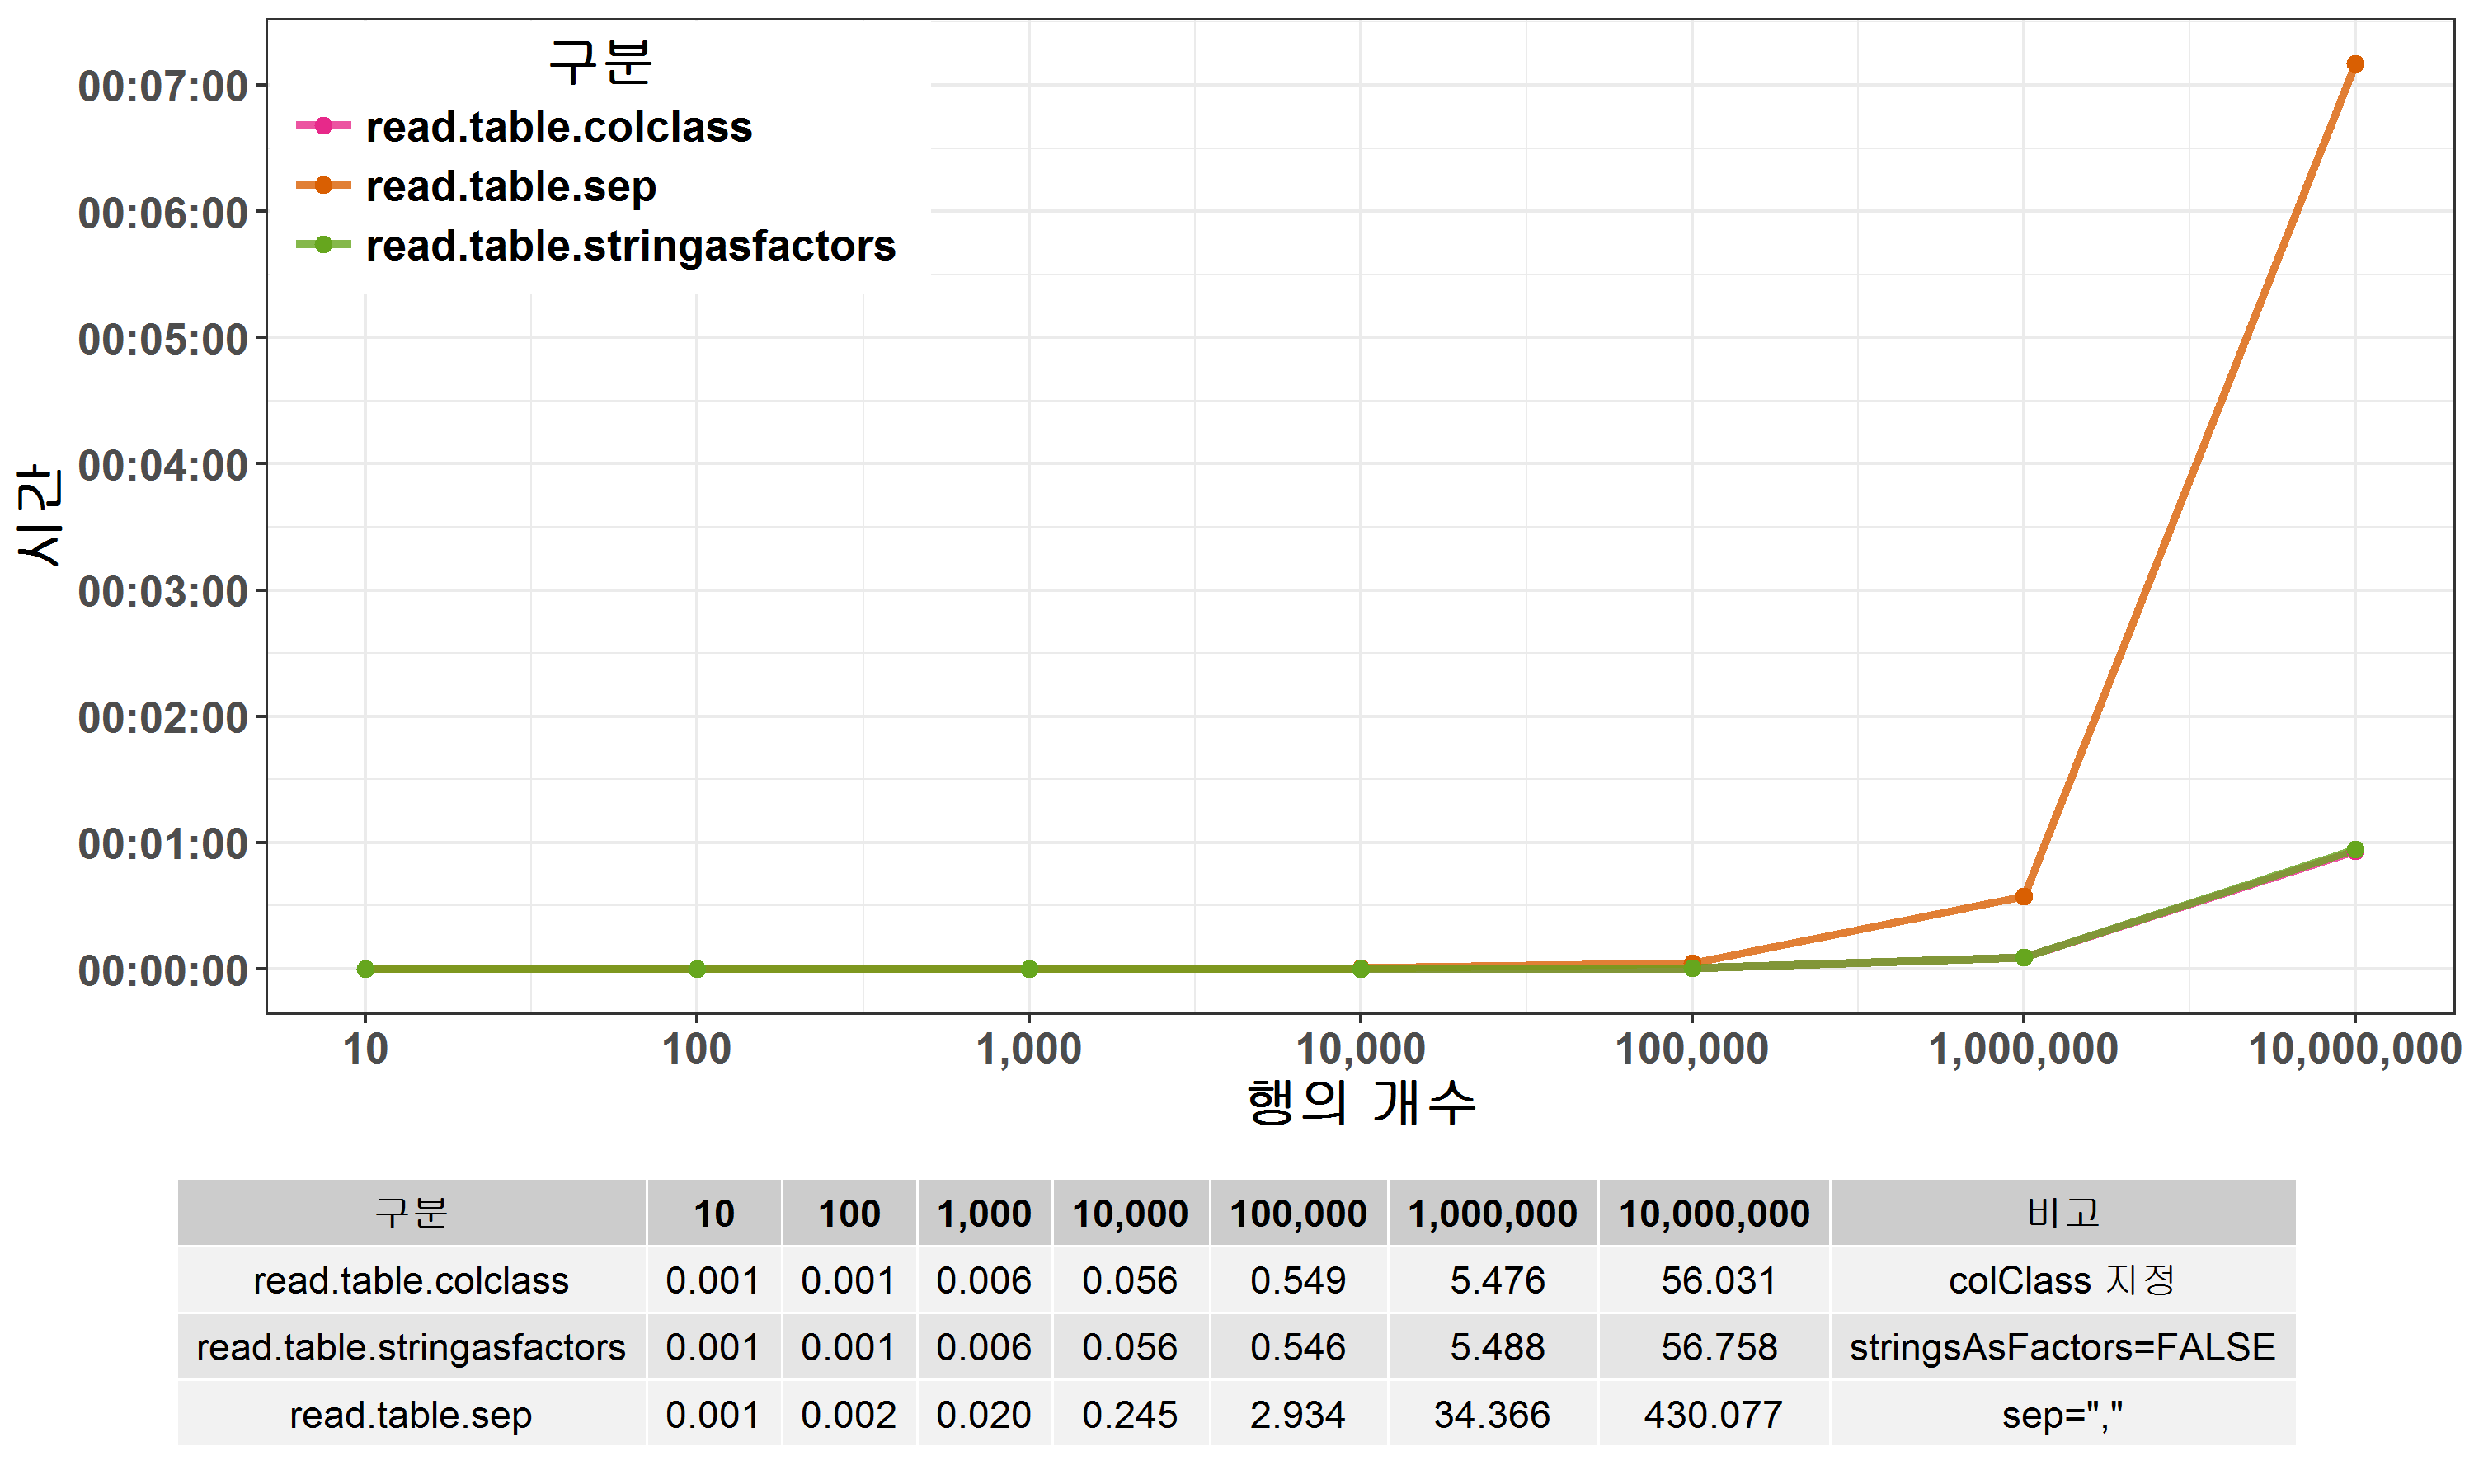 구분
read.table.colclass
read.table.sep
read.table.stringasfactors
00:07:00
00:06:00
00:05:00
00:04:00
00:03:00
00:02:00
00:01:00
00:00:00
시간
10 100 1,000 10,000 100,000 1,000,000 10,000,000
행의 개수
구분 10 100 1,000 10,000 100,000 1,000,000 10,000,000 비고
read.table.colclass 0.001 0.001 0.006 0.056 0.549 5.476 56.031 colClass 지정
read.table.stringasfactors 0.001 0.001 0.006 0.056 0.546 5.488 56.758 stringsAsFactors=FALSE
read.table.sep 0.001 0.002 0.020 0.245 2.934 34.366 430.077 sep=","